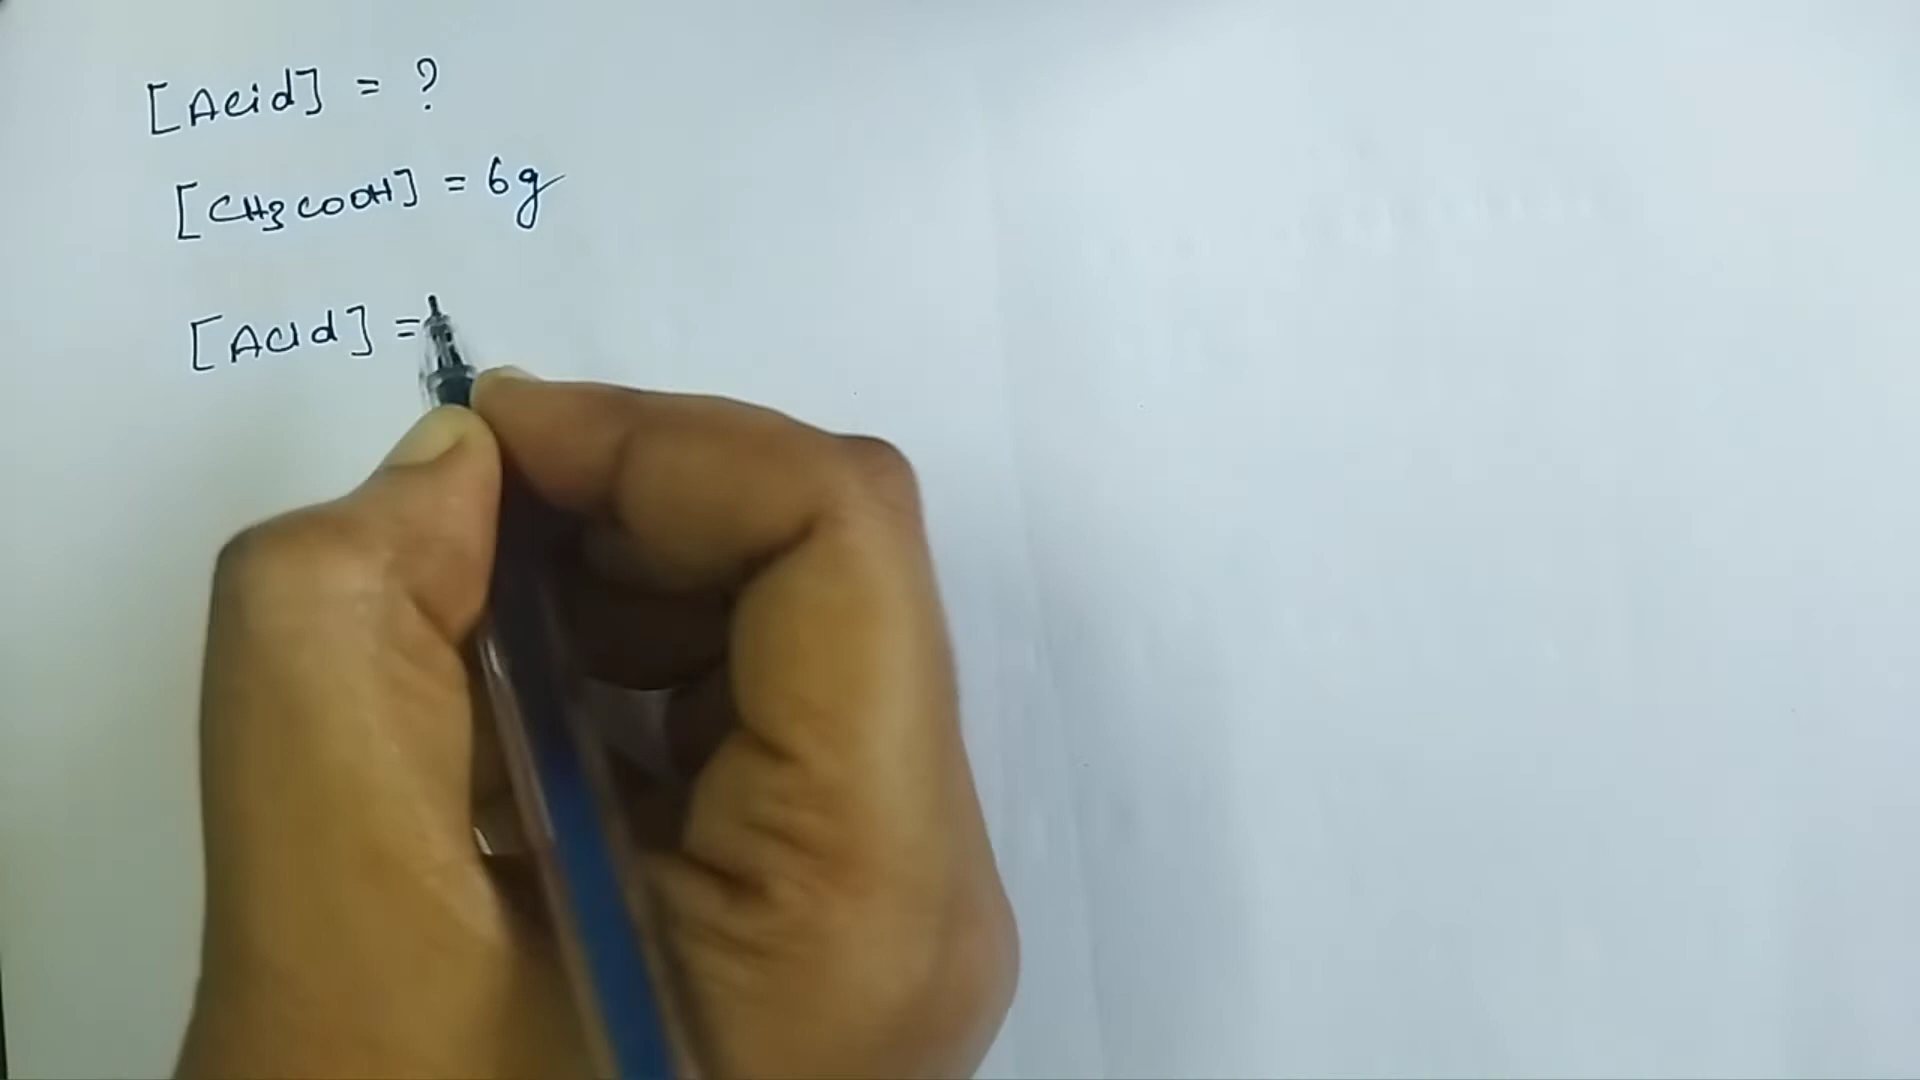 [Acid] = ?
[CH3COOH] = 6g
[Acid] =